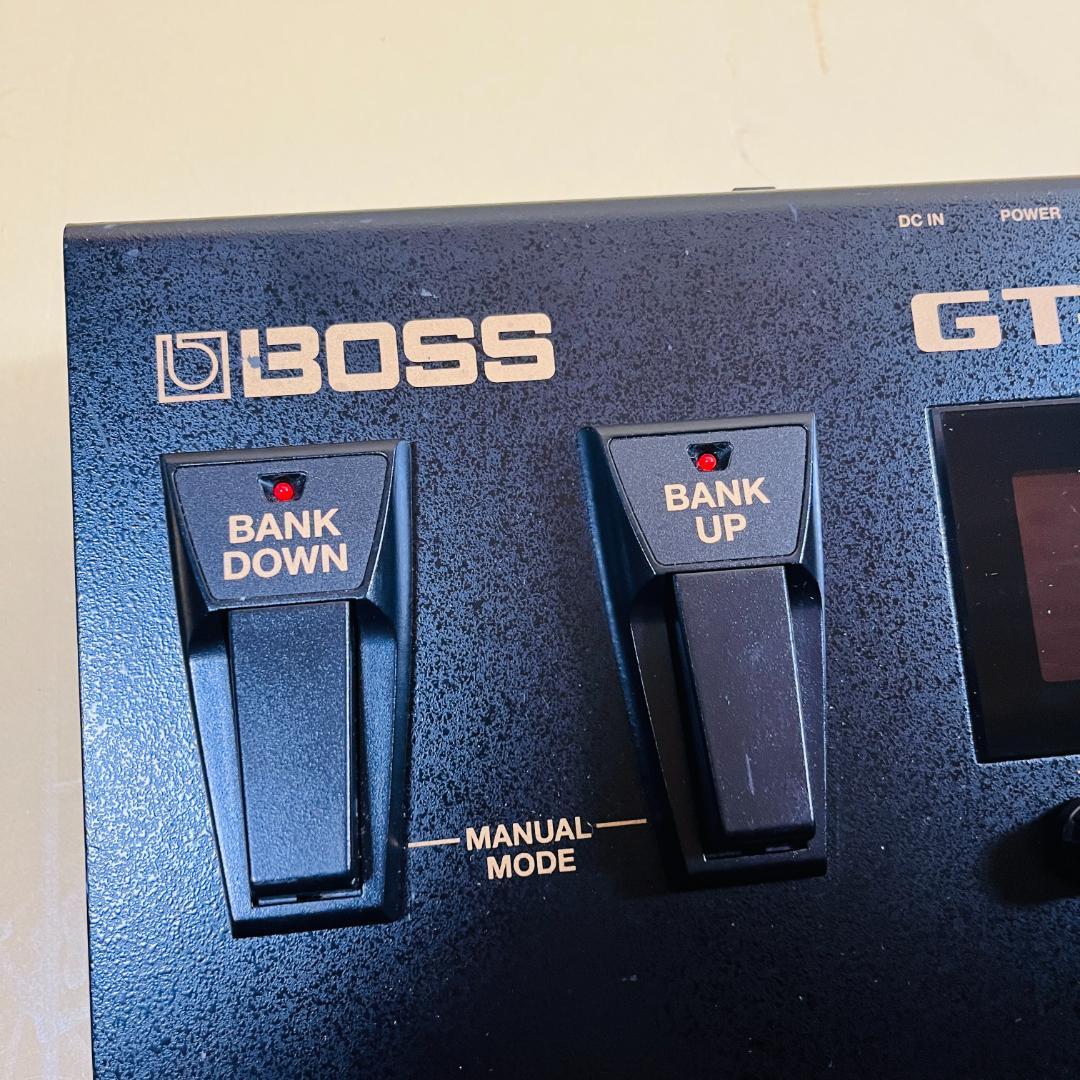 DC IN POWER
BOSS GT
BANK
DOWN
BANK
UP
MANUAL
MODE